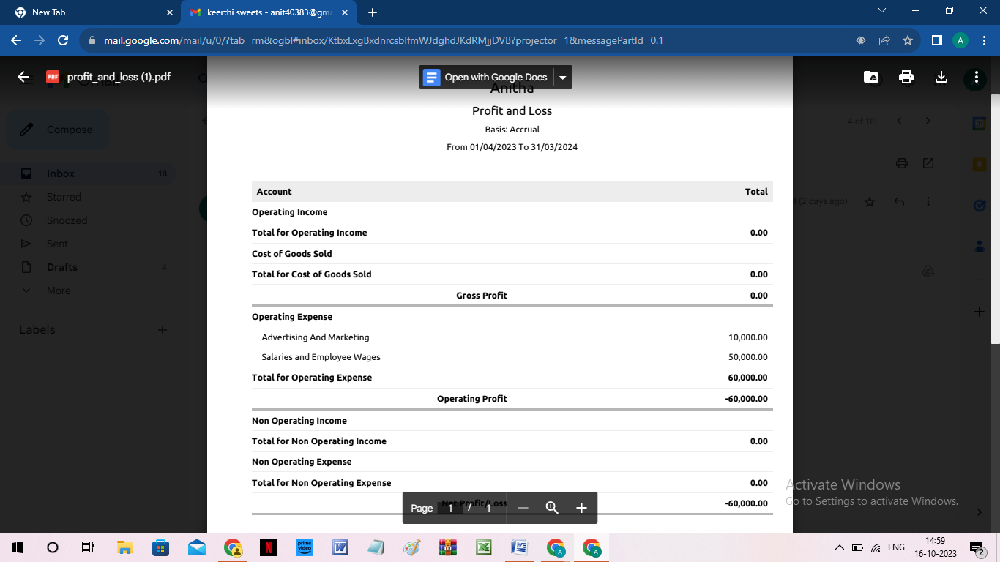 New Tab
keerthi sweets - anit40383@gma
mail.google.com/mail/u/0/?tab=rm&ogbl#inbox/KtbxLxgBxdnrcsblfmWJdghdJKdRMjjDVB?projector=1&messagePartId=0.1
A
PDF profit_and_loss (1).pdf
Open with Google Docs
Anitha
Profit and Loss
Basis: Accrual
From 01/04/2023 To 31/03/2024
Compose
4 of 116
Inbox 18
Starred
Snoozed
Sent
Drafts 4
More
Labels
(2 days ago)
Account Total
Operating Income
Total for Operating Income 0.00
Cost of Goods Sold
Total for Cost of Goods Sold 0.00
Gross Profit 0.00
Operating Expense
Advertising And Marketing 10,000.00
Salaries and Employee Wages 50,000.00
Total for Operating Expense 60,000.00
Operating Profit -60,000.00
Non Operating Income
Total for Non Operating Income 0.00
Non Operating Expense
Total for Non Operating Expense 0.00
Net Profit/Loss -60,000.00
Page 1 / 1
Activate Windows
Go to Settings to activate Windows.
prime video
ENG
14:59
16-10-2023
2